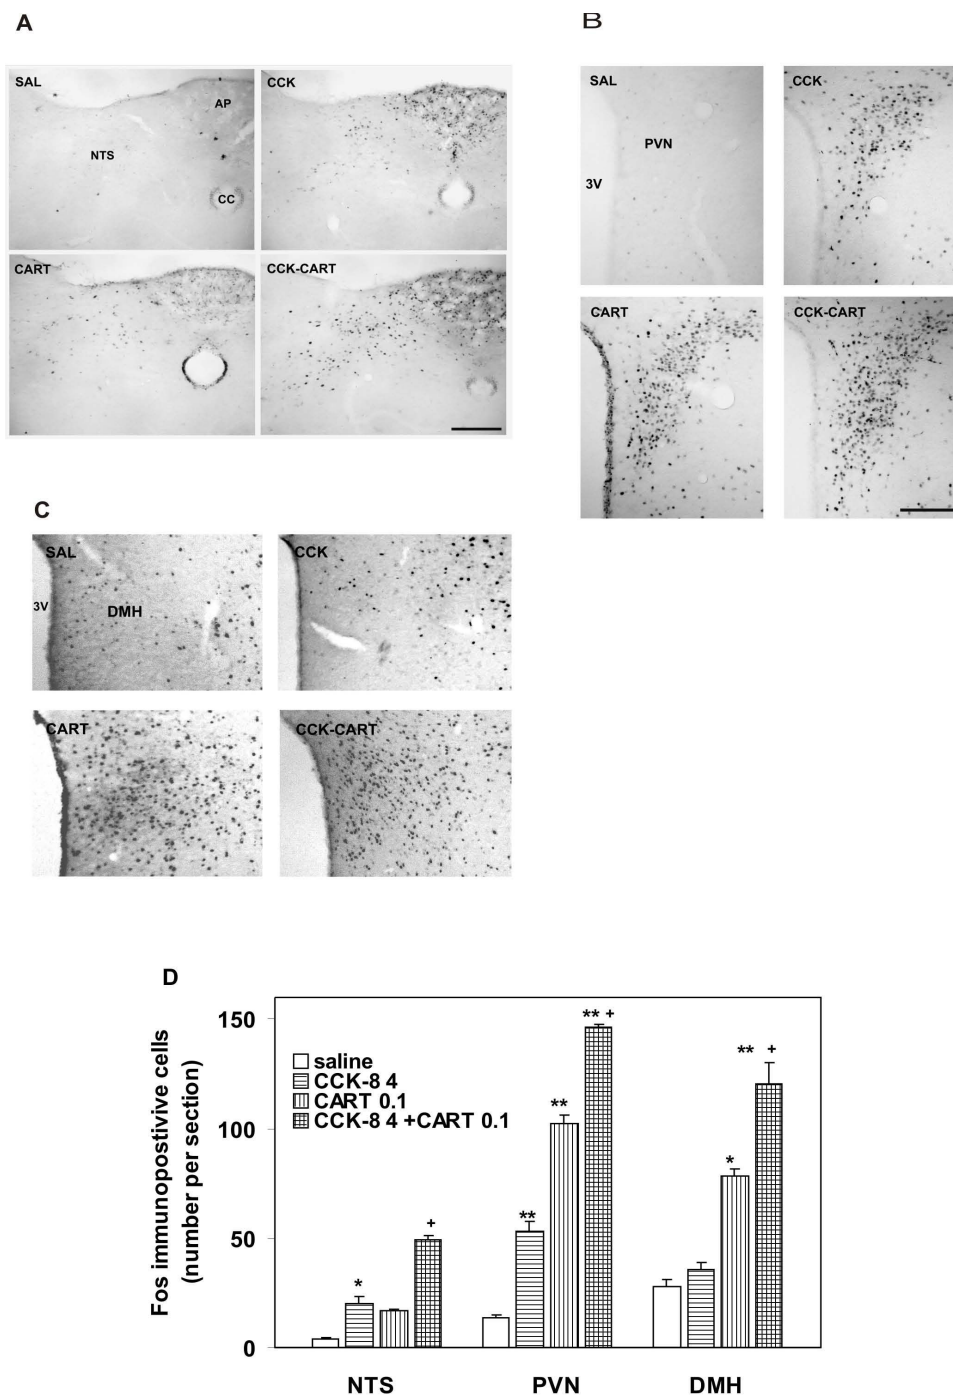 A
SAL
AP
NTS
CC
CCK
CART
CCK-CART
B
SAL
PVN
3V
CCK
CART
CCK-CART
C
SAL
3V
DMH
CCK
CART
CCK-CART
D
Fos immunopostivive cells
(number per section)
150
100
50
0
saline
CCK-8 4
CART 0.1
CCK-8 4 +CART 0.1
*
+
**
**
** +
*
** +
NTS
PVN
DMH